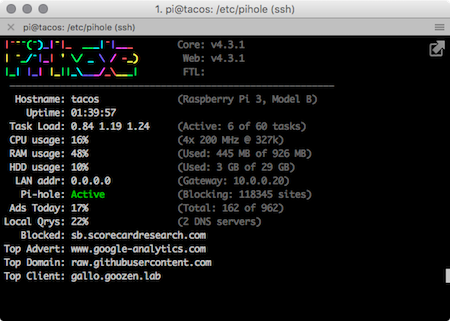 1. pi@tacos: /etc/pihole (ssh)
× pi@tacos: /etc/pihole (ssh)
Core: v4.3.1
Web: v4.3.1
FTL:
Hostname: tacos (Raspberry Pi 3, Model B)
Uptime: 01:39:57
Task Load: 0.84 1.19 1.24 (Active: 6 of 60 tasks)
CPU usage: 16% (4x 200 MHz @ 327k)
RAM usage: 48% (Used: 445 MB of 926 MB)
HDD usage: 10% (Used: 3 GB of 29 GB)
LAN addr: 0.0.0.0 (Gateway: 10.0.0.20)
Pi-hole: Active (Blocking: 118345 sites)
Ads Today: 17% (Total: 162 of 962)
Local Qrys: 22% (2 DNS servers)
Blocked: sb.scorecardresearch.com
Top Advert: www.google-analytics.com
Top Domain: raw.githubusercontent.com
Top Client: gallo.goozen.lab